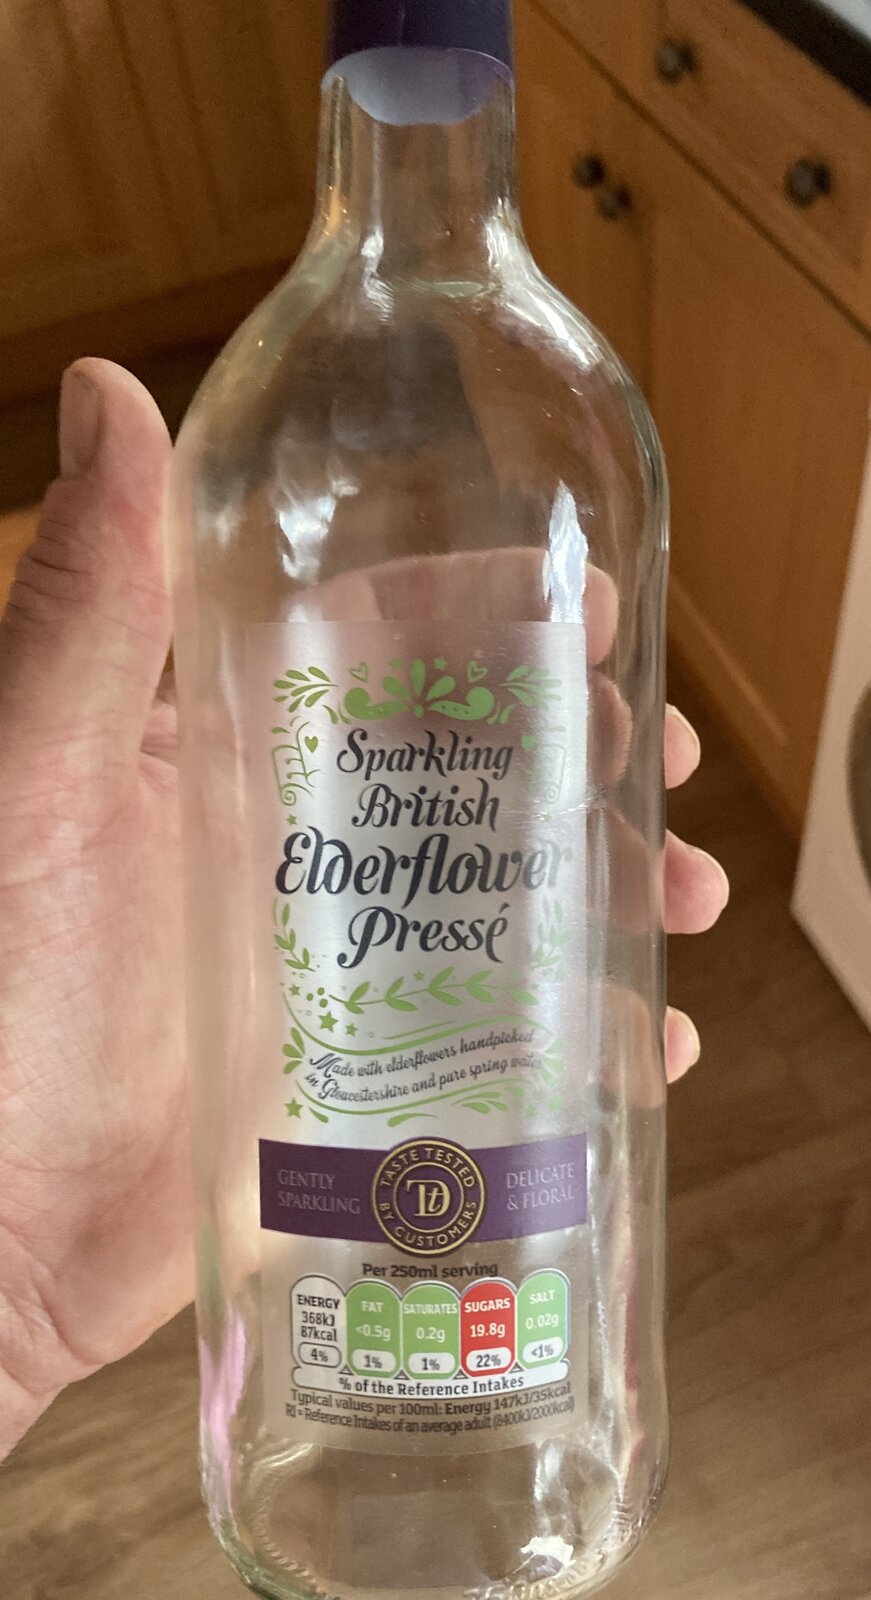 Sparkling
British
Elderflower
Pressé
Made with elderflowers handpicked
in Gloucestershire and pure spring water
GENTLY
SPARKLING
TASTE TESTED
BY CUSTOMERS
Tt
DELICATE
& FLORAL
Per 250ml serving
ENERGY
368kJ
87kcal
4%
FAT
<0.5g
1%
SATURATES
0.2g
1%
SUGARS
19.8g
22%
SALT
0.02g
<1%
% of the Reference Intakes
Typical values per 100ml: Energy 147kJ/35kcal
RI = Reference Intakes of an average adult (8400kJ/2000kcal)